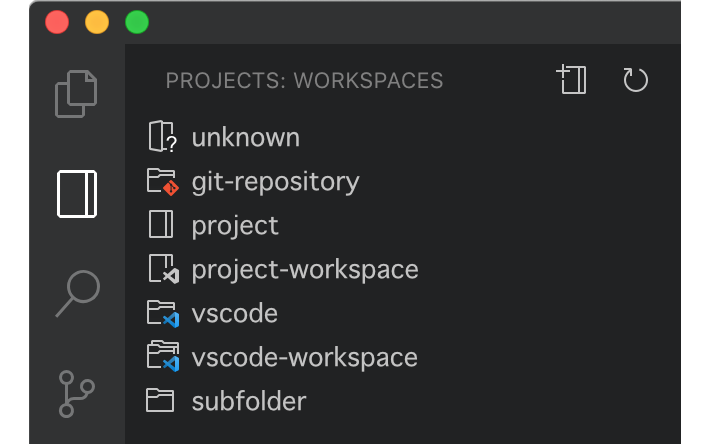 PROJECTS: WORKSPACES
unknown
git-repository
project
project-workspace
vscode
vscode-workspace
subfolder